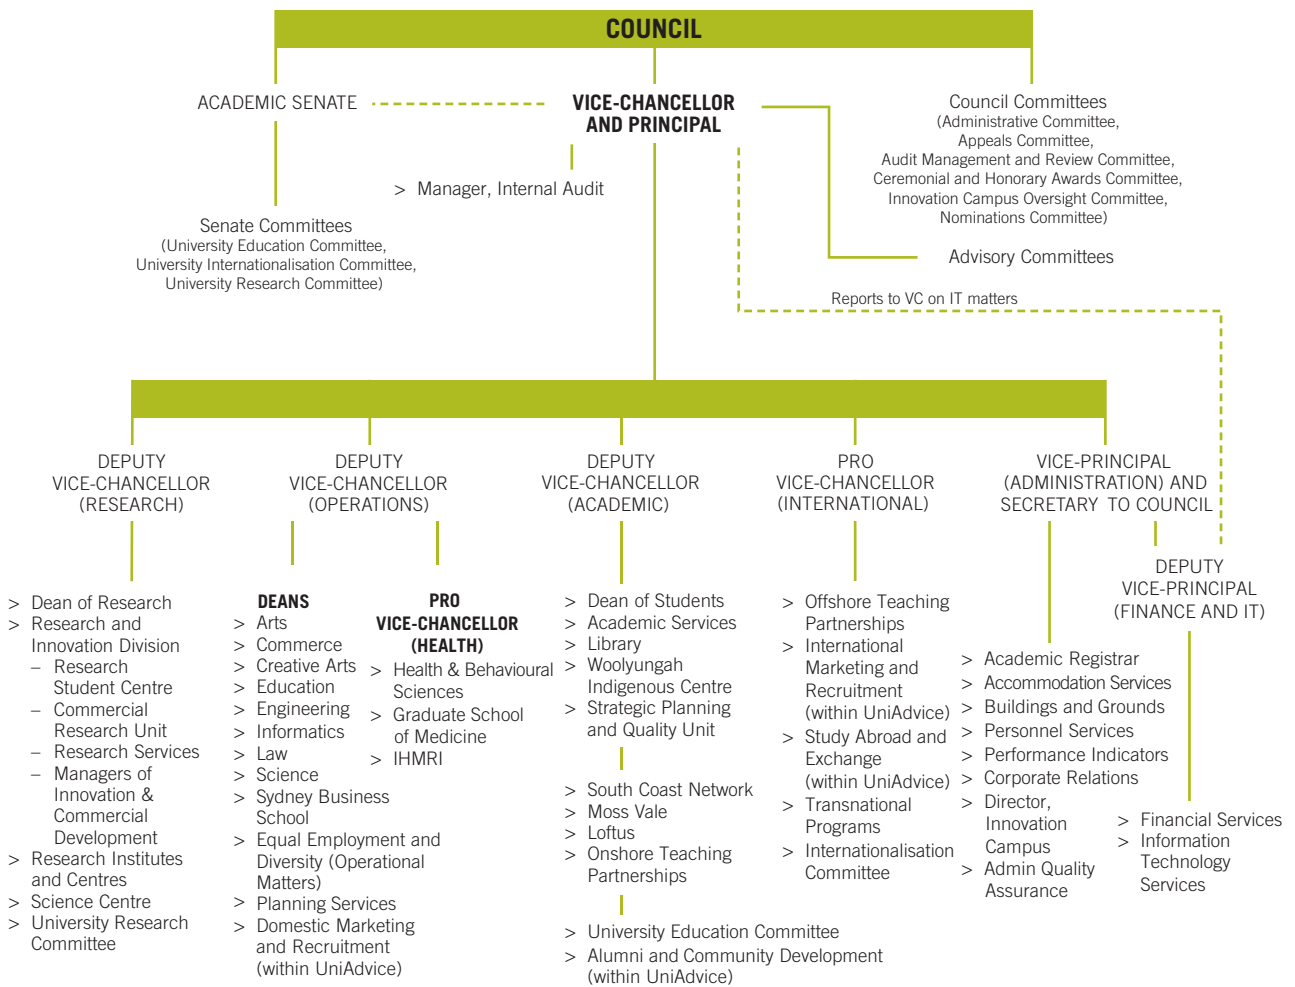 COUNCIL
ACADEMIC SENATE
VICE-CHANCELLOR
AND PRINCIPAL
Council Committees
(Administrative Committee,
Appeals Committee,
Audit Management and Review Committee,
Ceremonial and Honorary Awards Committee,
Innovation Campus Oversight Committee,
Nominations Committee)
> Manager, Internal Audit
Senate Committees
(University Education Committee,
University Internationalisation Committee,
University Research Committee)
Advisory Committees
Reports to VC on IT matters
DEPUTY
VICE-CHANCELLOR
(RESEARCH)
> Dean of Research
> Research and
Innovation Division
– Research
Student Centre
– Commercial
Research Unit
– Research Services
– Managers of
Innovation &
Commercial
Development
> Research Institutes
and Centres
> Science Centre
> University Research
Committee
DEPUTY
VICE-CHANCELLOR
(OPERATIONS)
DEANS
> Arts
> Commerce
> Creative Arts
> Education
> Engineering
> Informatics
> Law
> Science
> Sydney Business
School
> Equal Employment and
Diversity (Operational
Matters)
> Planning Services
> Domestic Marketing
and Recruitment
(within UniAdvice)
PRO
VICE-CHANCELLOR
(HEALTH)
> Health & Behavioural
Sciences
> Graduate School
of Medicine
> IHMRI
DEPUTY
VICE-CHANCELLOR
(ACADEMIC)
> Dean of Students
> Academic Services
> Library
> Woolyungah
Indigenous Centre
> Strategic Planning
and Quality Unit
> South Coast Network
> Moss Vale
> Loftus
> Onshore Teaching
Partnerships
> University Education Committee
> Alumni and Community Development
(within UniAdvice)
PRO
VICE-CHANCELLOR
(INTERNATIONAL)
> Offshore Teaching
Partnerships
> International
Marketing and
Recruitment
(within UniAdvice)
> Study Abroad and
Exchange
(within UniAdvice)
> Transnational
Programs
> Internationalisation
Committee
VICE-PRINCIPAL
(ADMINISTRATION) AND
SECRETARY TO COUNCIL
> Academic Registrar
> Accommodation Services
> Buildings and Grounds
> Personnel Services
> Performance Indicators
> Corporate Relations
> Director,
Innovation
Campus
> Admin Quality
Assurance
DEPUTY
VICE-PRINCIPAL
(FINANCE AND IT)
> Financial Services
> Information
Technology
Services